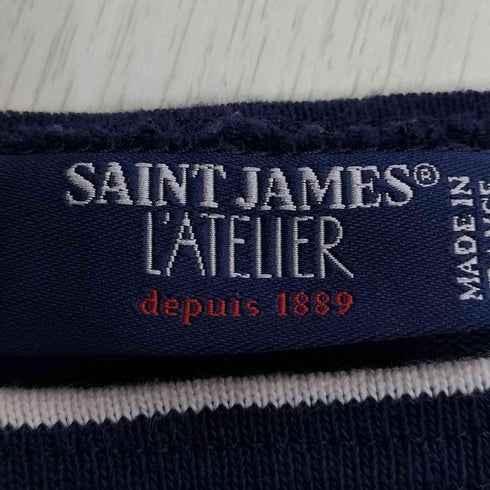 SAINT JAMES®
L'ATELIER
depuis 1889
MADE IN